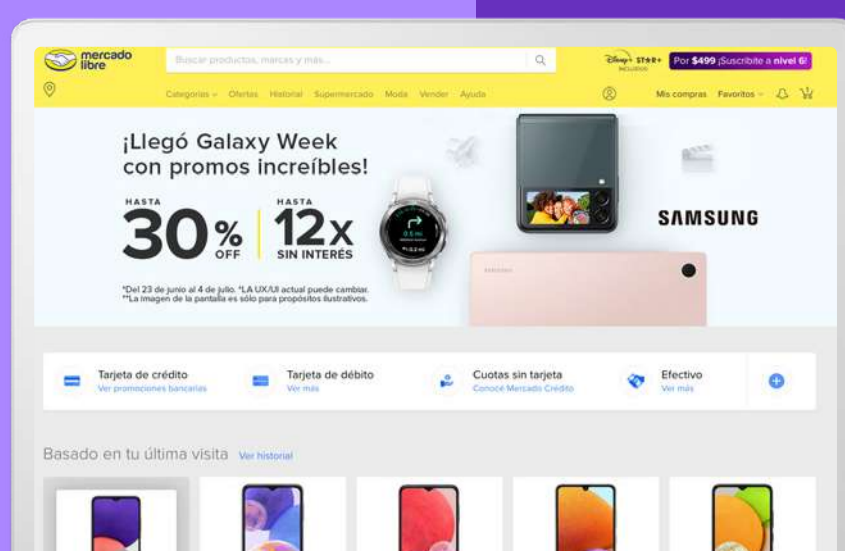 mercado
libre
Buscar productos, marcas y más...
Disney+ STAR+
INCLUIDOS
Por $499 ¡Suscribite a nivel 6!
Categorías Ofertas Historial Supermercado Moda Vender Ayuda
Mis compras Favoritos
¡Llegó Galaxy Week
con promos increíbles!
HASTA
30% OFF
HASTA
12x
SIN INTERÉS
SAMSUNG
SAMSUNG
*Del 23 de junio al 4 de julio. *LA UX/UI actual puede cambiar.
**La imagen de la pantalla es sólo para propósitos ilustrativos.
Tarjeta de crédito
Ver promociones bancarias
Tarjeta de débito
Ver más
Cuotas sin tarjeta
Conocé Mercado Crédito
Efectivo
Ver más
Basado en tu última visita Ver historial